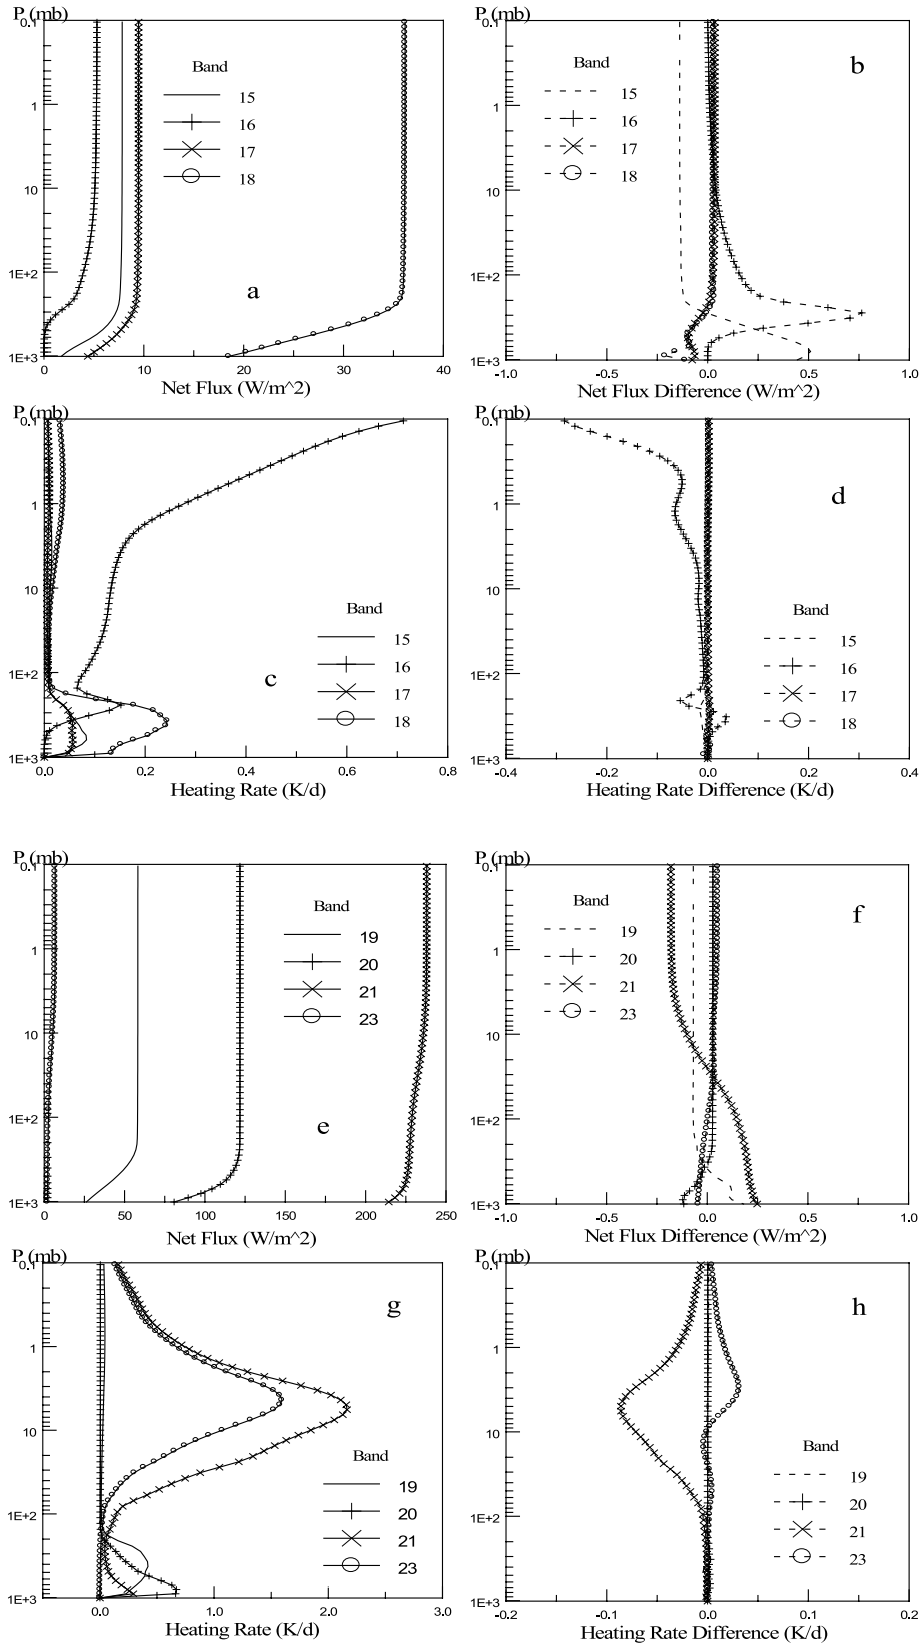 P (mb)
0.1
1
10
1E+2
1E+3
Band
15
16
17
18
a
0
10
20
30
40
Net Flux (W/m^2)
P (mb)
0.1
1
10
1E+2
1E+3
Band
15
16
17
18
b
-1.0
-0.5
0.0
0.5
1.0
Net Flux Difference (W/m^2)
P (mb)
0.1
1
10
1E+2
1E+3
Band
15
16
17
18
c
0.0
0.2
0.4
0.6
0.8
Heating Rate (K/d)
P (mb)
0.1
1
10
1E+2
1E+3
d
Band
15
16
17
18
-0.4
-0.2
0.0
0.2
0.4
Heating Rate Difference (K/d)
P (mb)
0.1
1
10
1E+2
1E+3
Band
19
20
21
23
e
0
50
100
150
200
250
Net Flux (W/m^2)
P (mb)
0.1
1
10
1E+2
1E+3
Band
19
20
21
23
f
-1.0
-0.5
0.0
0.5
1.0
Net Flux Difference (W/m^2)
P (mb)
0.1
1
10
1E+2
1E+3
g
Band
19
20
21
23
0.0
1.0
2.0
3.0
Heating Rate (K/d)
P (mb)
0.1
1
10
1E+2
1E+3
h
Band
19
20
21
23
-0.2
-0.1
0.0
0.1
0.2
Heating Rate Difference (K/d)